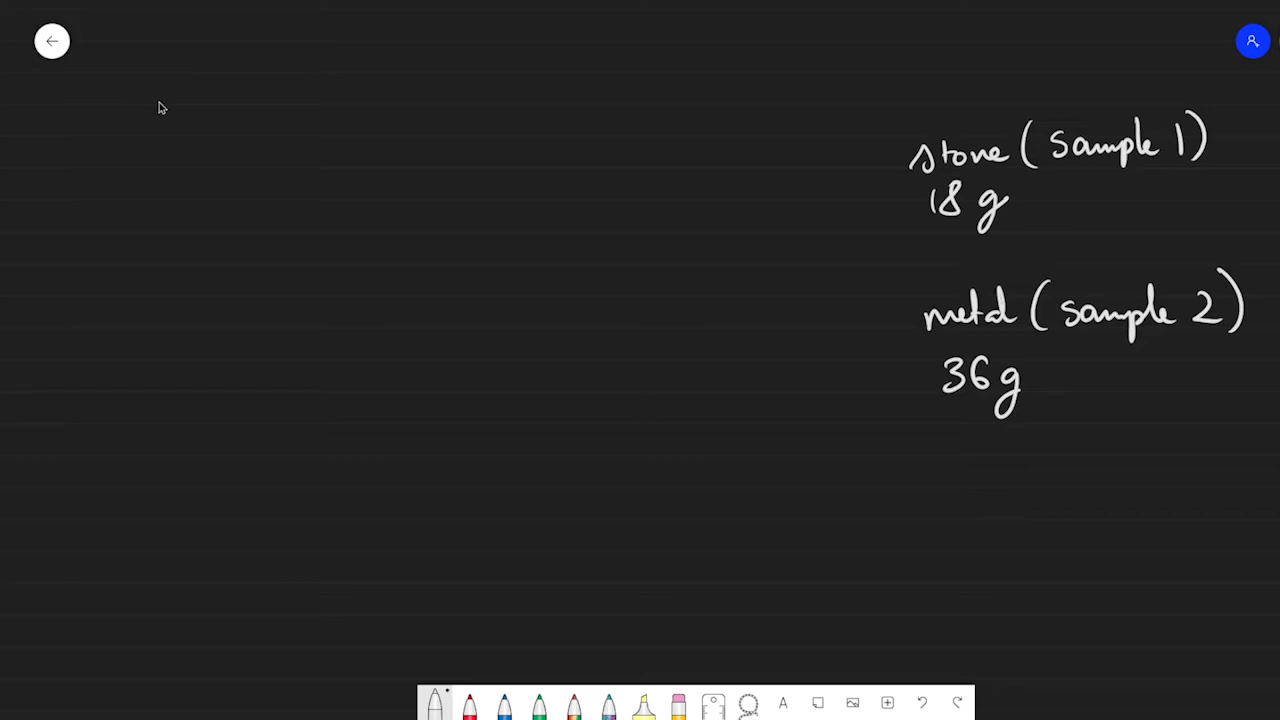 stone (sample 1)
18 g
metal (sample 2)
36 g
A